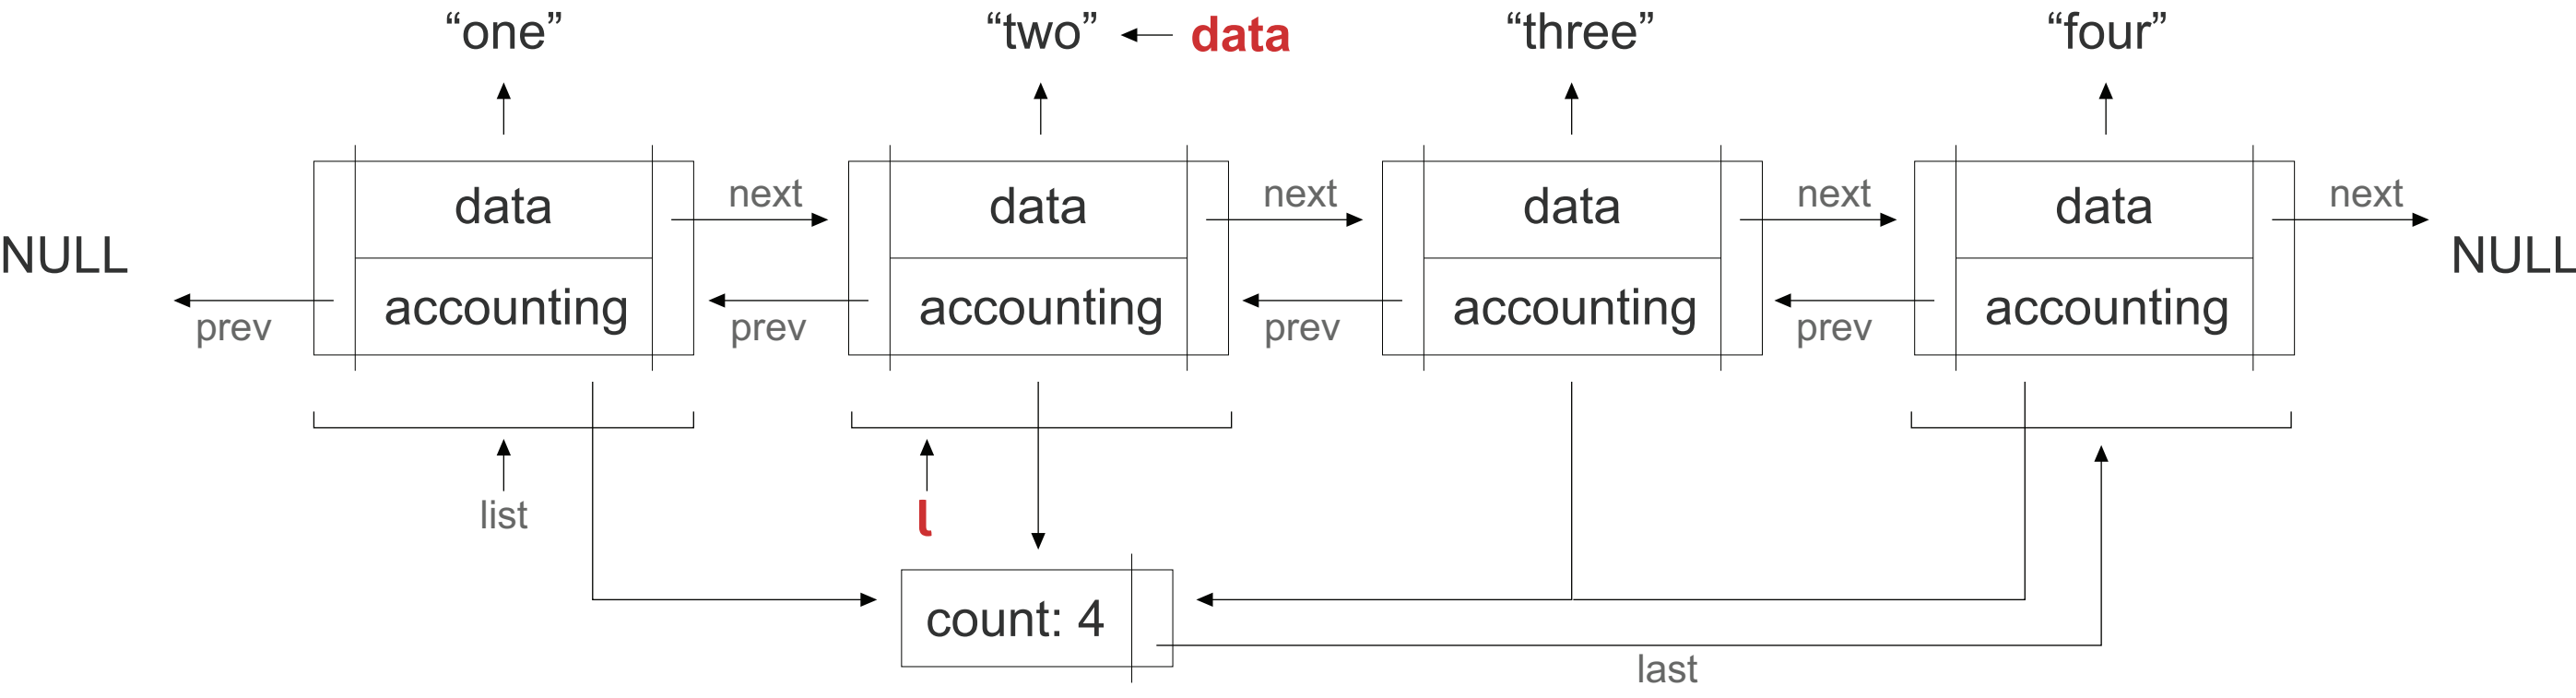 “one” “two” data “three” “four”
data next data next data next data next
NULL NULL
prev accounting prev accounting prev accounting prev accounting
list l
count: 4
last